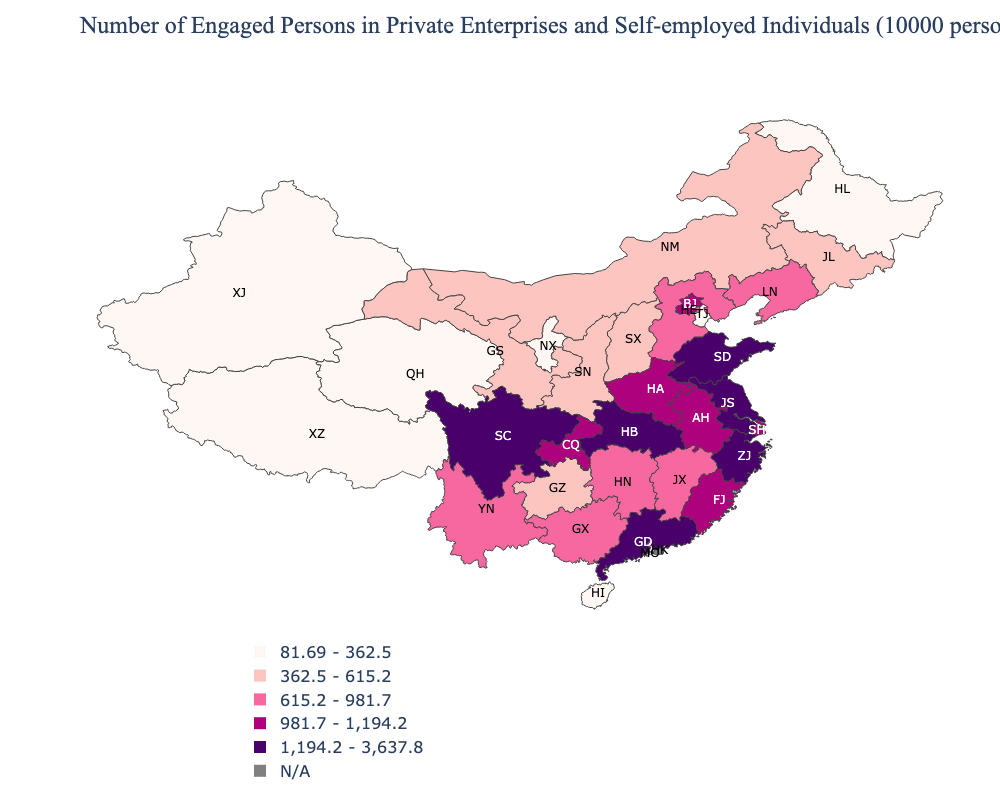 Number of Engaged Persons in Private Enterprises and Self-employed Individuals (10000 perso
HL
NM
JL
XJ
LN
BJ
TJ
SX
NX
GS
SD
SN
QH
HA
JS
AH
SH
XZ
SC
HB
CQ
ZJ
HN
JX
GZ
FJ
YN
GX
GD
HI
81.69 - 362.5
362.5 - 615.2
615.2 - 981.7
981.7 - 1,194.2
1,194.2 - 3,637.8
N/A